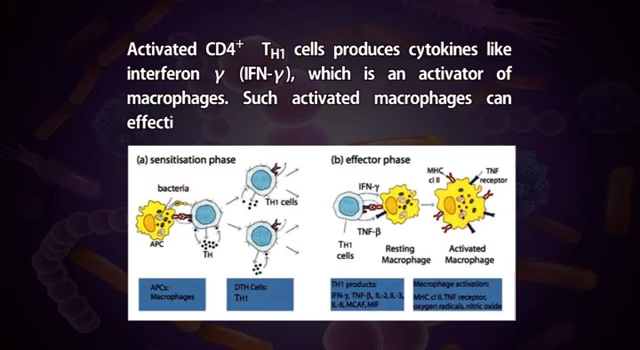 Activated CD4+ TH1 cells produces cytokines like
interferon γ (IFN-γ), which is an activator of
macrophages. Such activated macrophages can
effecti
(a) sensitisation phase
(b) effector phase
bacteria
APC
TH
TH1 cells
IFN-γ
TNF-β
TH1
cells
Resting
Macrophage
MHC
cl II
TNF
receptor
Activated
Macrophage
APCs:
Macrophages
DTH Cells:
TH1
TH1 products:
IFN-γ, TNF-β, IL-2, IL-3,
IL-8, MCAF, MIF
Macrophage activation:
MHC cl II, TNF receptor,
oxygen radicals, nitric oxide